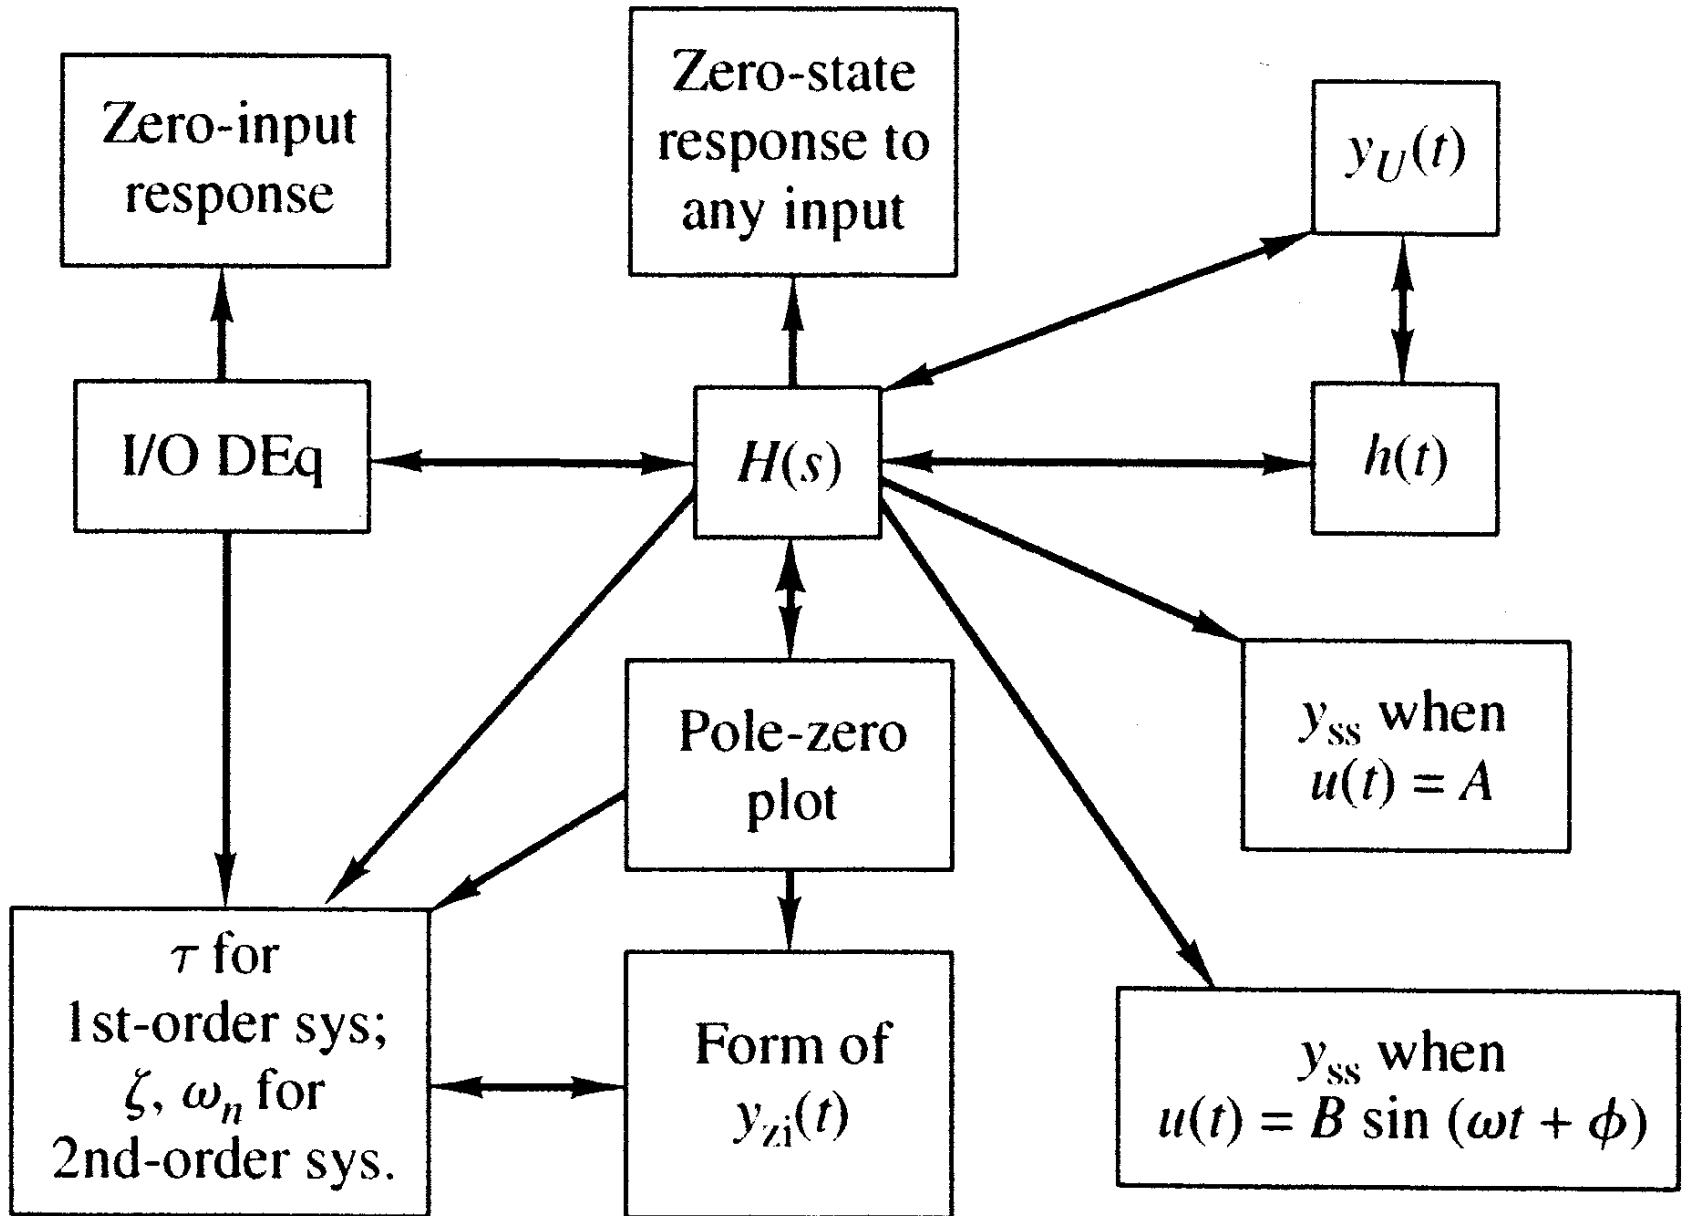 Zero-input
response
Zero-state
response to
any input
y_U(t)
I/O DEq
H(s)
h(t)
Pole-zero
plot
y_ss when
u(t) = A
τ for
1st-order sys;
ζ, ω_n for
2nd-order sys.
Form of
y_zi(t)
y_ss when
u(t) = B sin (ωt + ϕ)